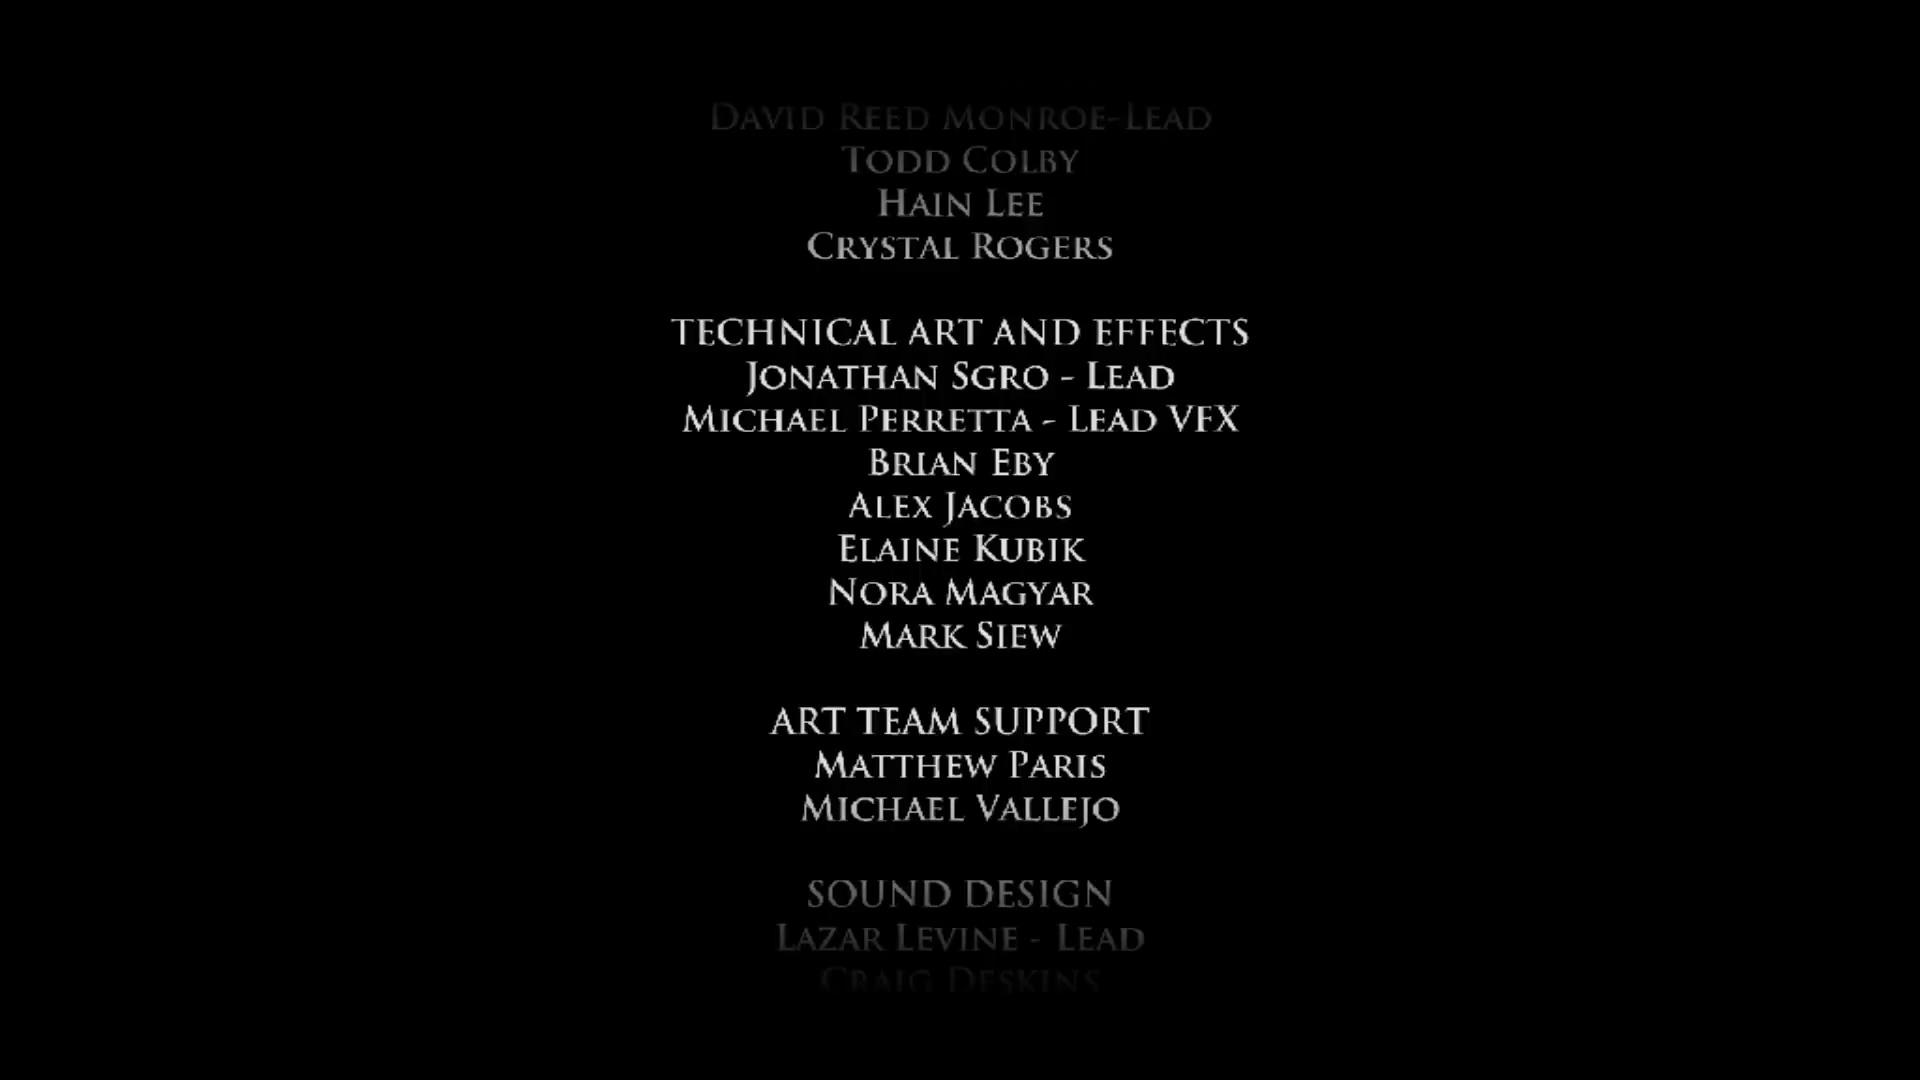 David Reed Monroe-Lead
Todd Colby
Hain Lee
Crystal Rogers
TECHNICAL ART AND EFFECTS
Jonathan Sgro - Lead
Michael Perretta - Lead VFX
Brian Eby
Alex Jacobs
Elaine Kubik
Nora Magyar
Mark Siew
ART TEAM SUPPORT
Matthew Paris
Michael Vallejo
SOUND DESIGN
Lazar Levine - Lead
Craig Deskins